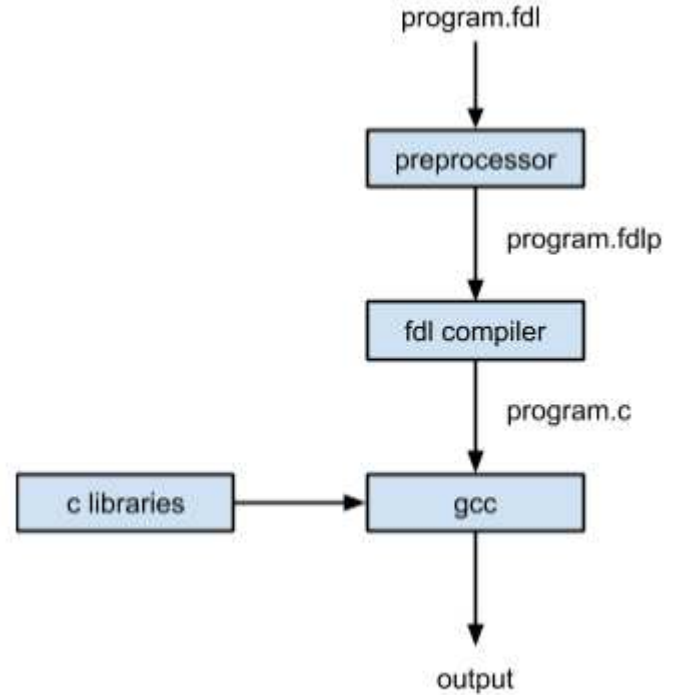 program.fdl
preprocessor
program.fdlp
fdl compiler
program.c
c libraries
gcc
output